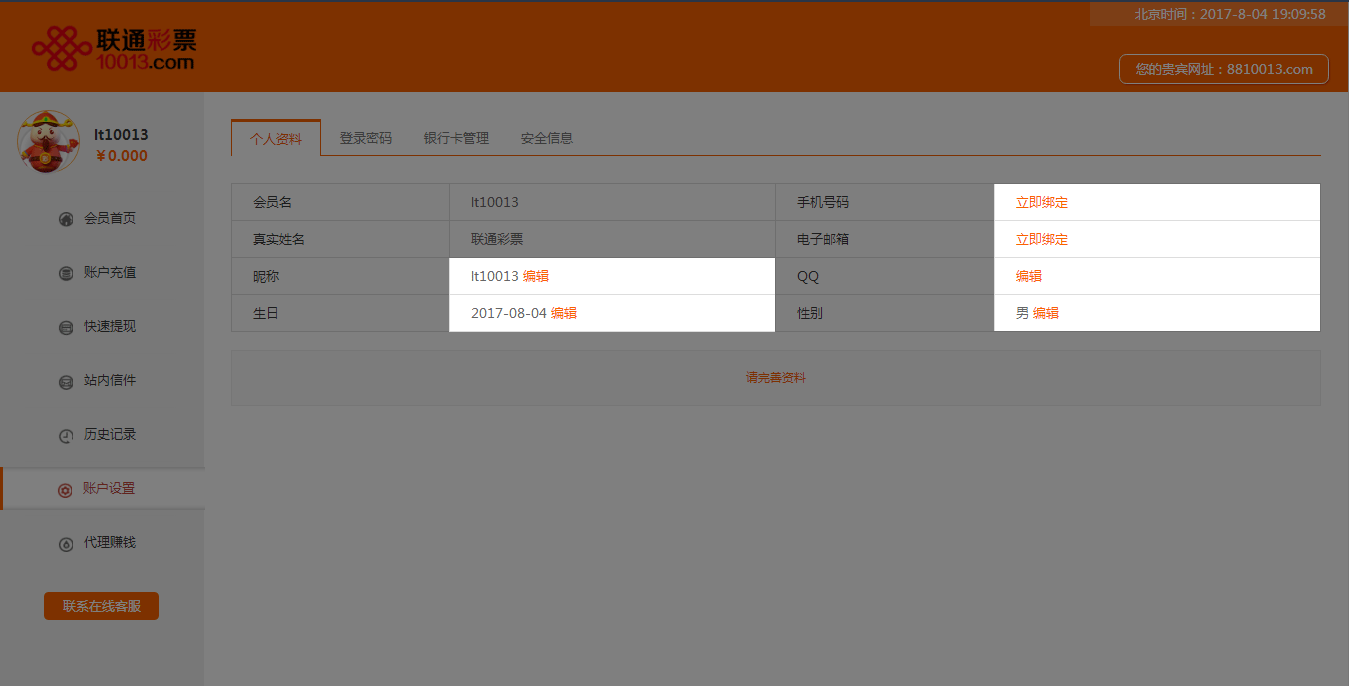 北京时间：2017-8-04 19:09:58
联通彩票
10013.com
您的贵宾网址：8810013.com
lt10013
￥0.000
会员首页
账户充值
快速提现
站内信件
历史记录
账户设置
代理赚钱
联系在线客服
个人资料 登录密码 银行卡管理 安全信息
会员名 lt10013 手机号码 立即绑定
真实姓名 联通彩票 电子邮箱 立即绑定
昵称 lt10013 编辑 QQ 编辑
生日 2017-08-04 编辑 性别 男 编辑
请完善资料